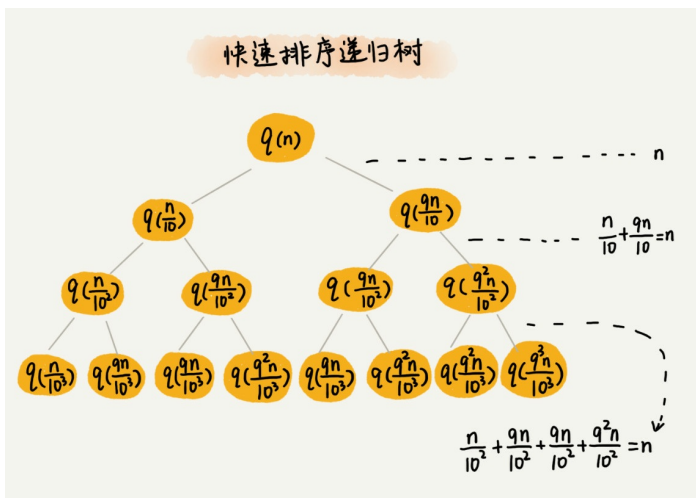 快速排序递归树
q(n)
n
q(n/10) q(9n/10)
n/10+9n/10=n
q(n/10²) q(9n/10²) q(9n/10²) q(9²n/10²)
q(n/10³) q(9n/10³) q(9n/10³) q(9²n/10³) q(9n/10³) q(9²n/10³) q(9²n/10³) q(9³n/10³)
n/10²+9n/10²+9n/10²+9²n/10²=n